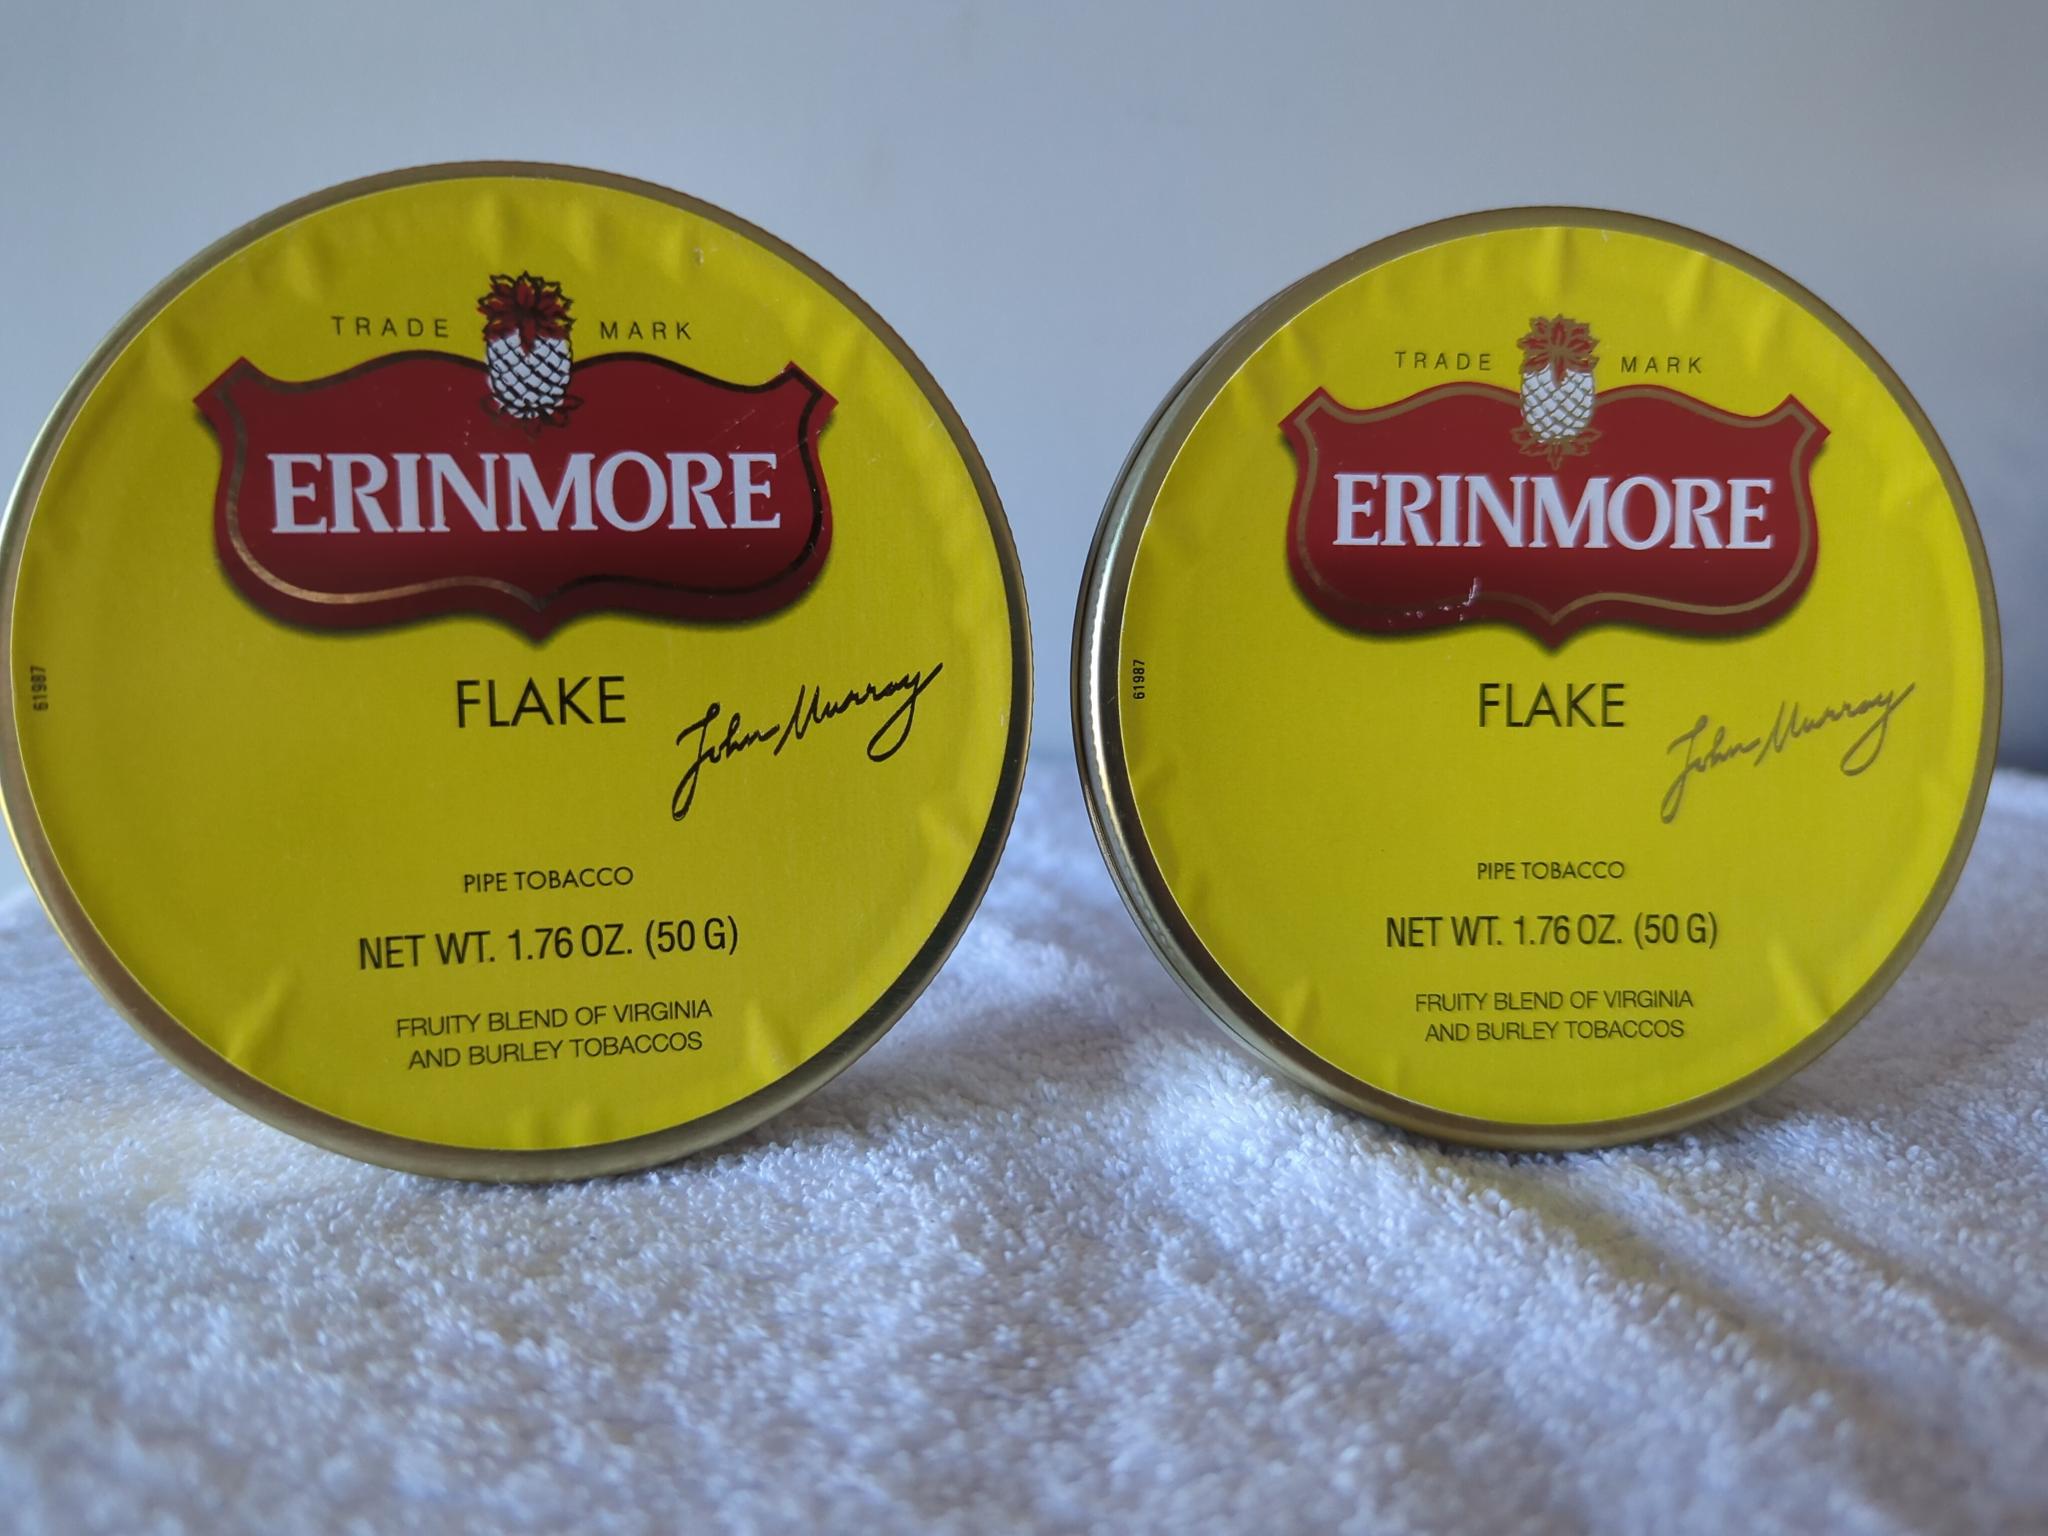 TRADE MARK
ERINMORE
FLAKE
John Murray
61987
PIPE TOBACCO
NET WT. 1.76 OZ. (50 G)
FRUITY BLEND OF VIRGINIA
AND BURLEY TOBACCOS
TRADE MARK
ERINMORE
FLAKE
John Murray
61987
PIPE TOBACCO
NET WT. 1.76 OZ. (50 G)
FRUITY BLEND OF VIRGINIA
AND BURLEY TOBACCOS